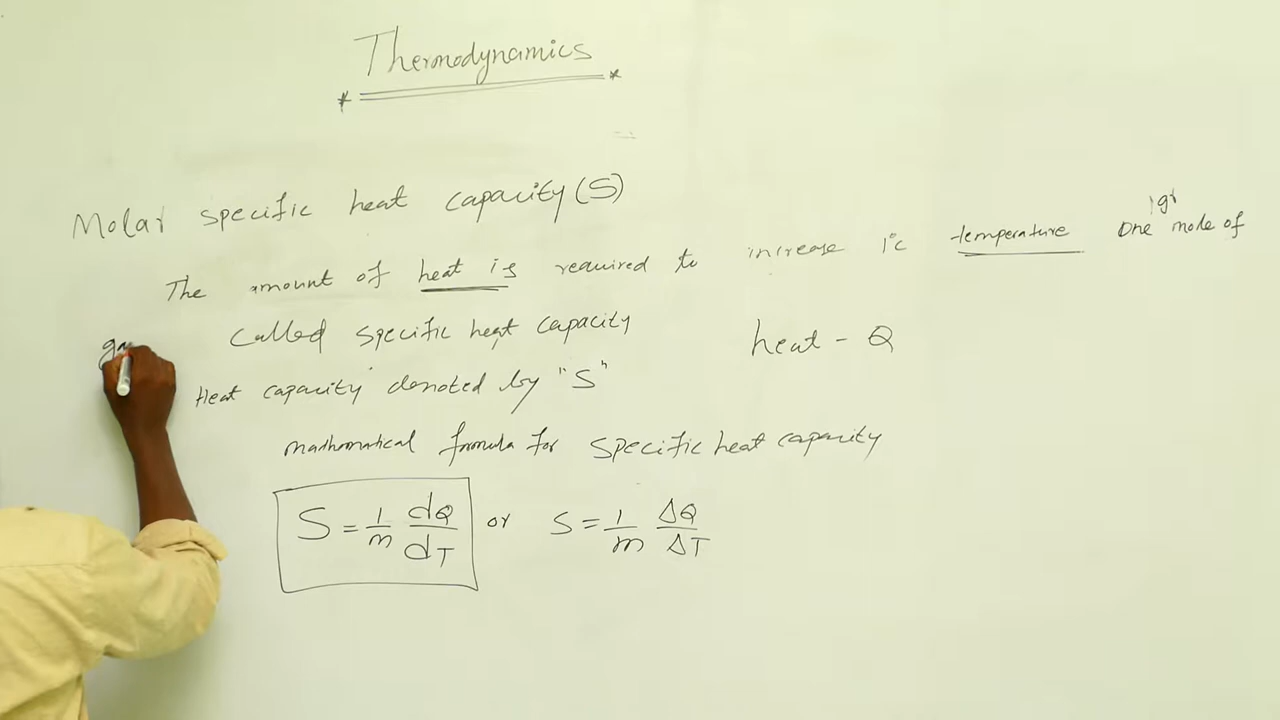 Thermodynamics
Molar specific heat capacity (S)
1gr
The amount of heat is required to increase 1°c temperature One mole of
called specific heat capacity
heat - Q
Heat capacity denoted by "S"
mathematical formula for specific heat capacity
S = 1/m dQ/dT or S = 1/m ΔQ/ΔT